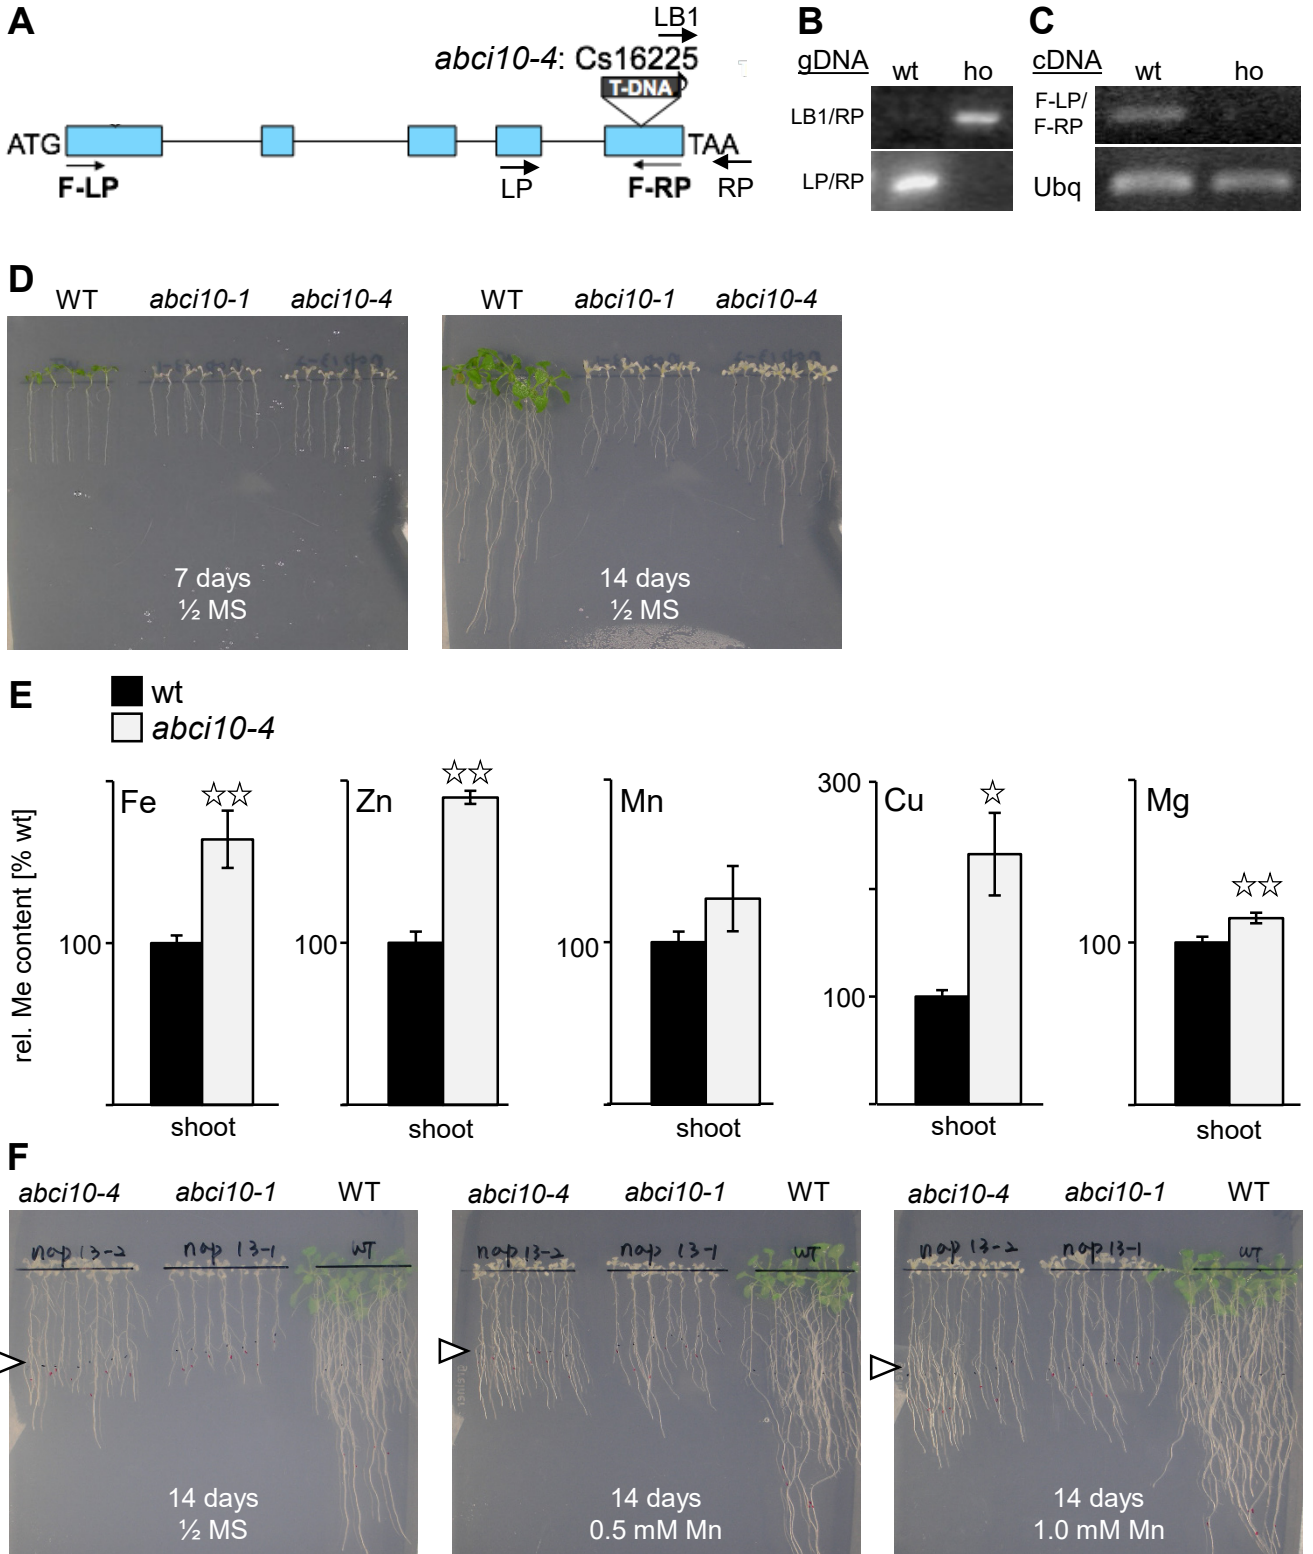 A
LB1
abci10-4: Cs16225
T-DNA
ATG
TAA
F-LP
LP
F-RP
RP
B
gDNA
wt ho
LB1/RP
LP/RP
C
cDNA
wt ho
F-LP/
F-RP
Ubq
D
WT abci10-1 abci10-4
7 days
½ MS
WT abci10-1 abci10-4
14 days
½ MS
E
wt
abci10-4
rel. Me content [% wt]
Fe
☆☆
100
shoot
Zn
☆☆
100
shoot
Mn
100
shoot
300
Cu
☆
100
shoot
Mg
☆☆
100
shoot
F
abci10-4 abci10-1 WT
nap 13-2 nap 13-1 WT
14 days
½ MS
abci10-4 abci10-1 WT
nap 13-2 nap 13-1 WT
14 days
0.5 mM Mn
abci10-4 abci10-1 WT
nap 13-2 nap 13-1 WT
14 days
1.0 mM Mn